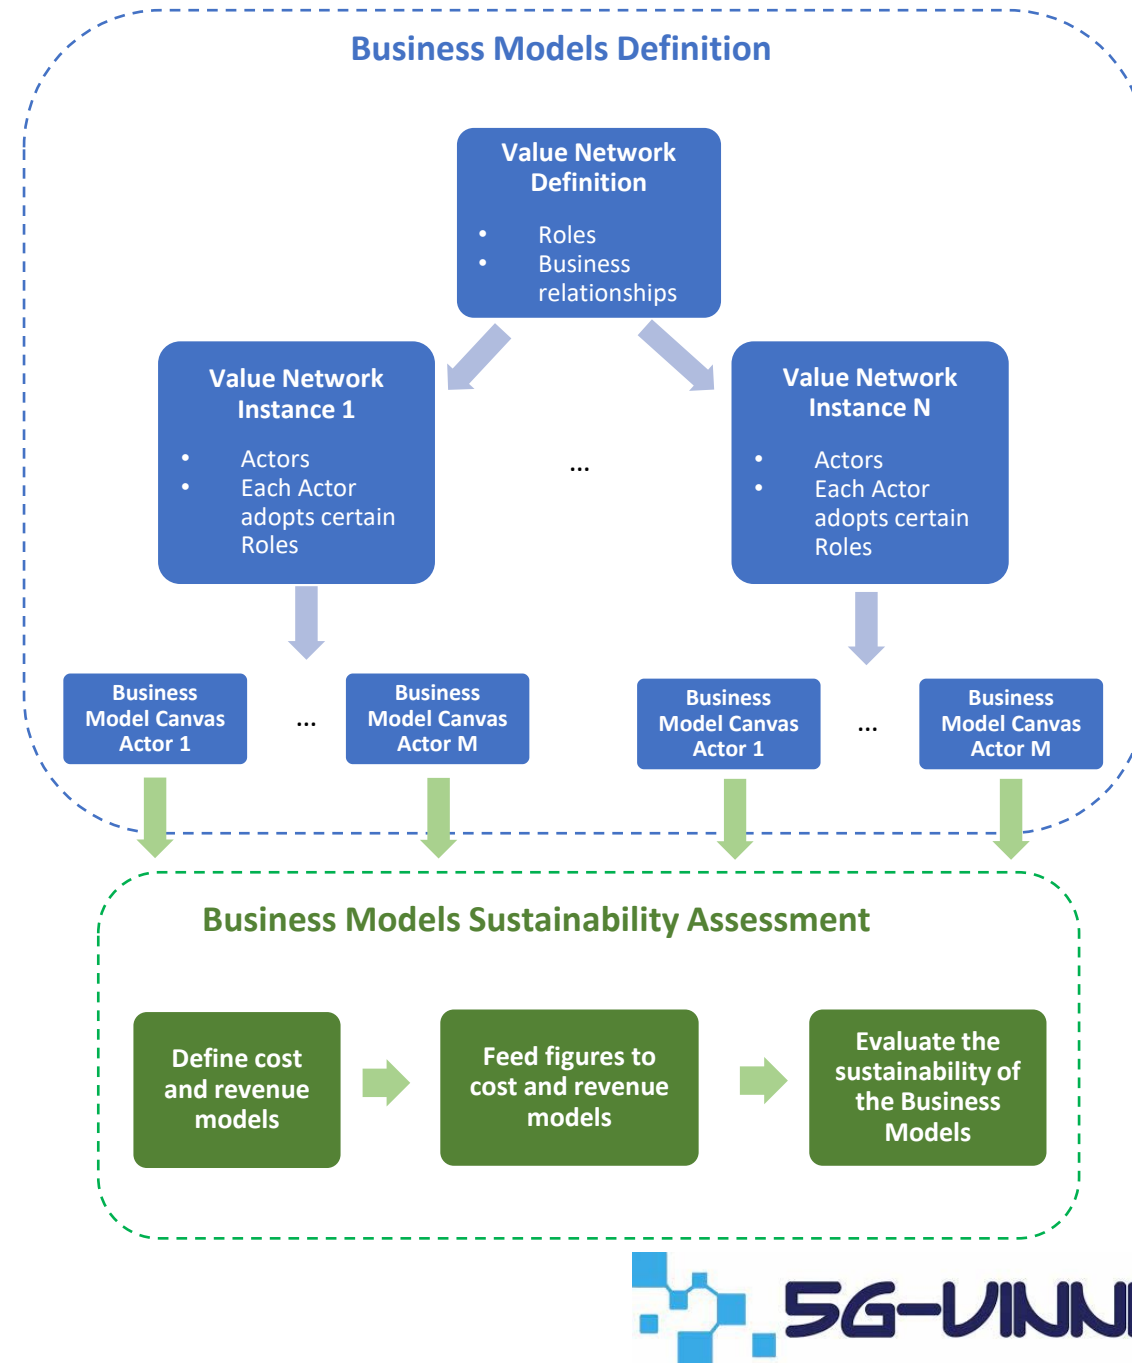 Business Models Definition
Value Network
Definition
• Roles
• Business
relationships
Value Network
Instance 1
• Actors
• Each Actor
adopts certain
Roles
...
Value Network
Instance N
• Actors
• Each Actor
adopts certain
Roles
Business
Model Canvas
Actor 1
...
Business
Model Canvas
Actor M
Business
Model Canvas
Actor 1
...
Business
Model Canvas
Actor M
Business Models Sustainability Assessment
Define cost
and revenue
models
Feed figures to
cost and revenue
models
Evaluate the
sustainability of
the Business
Models
5G-VINNI